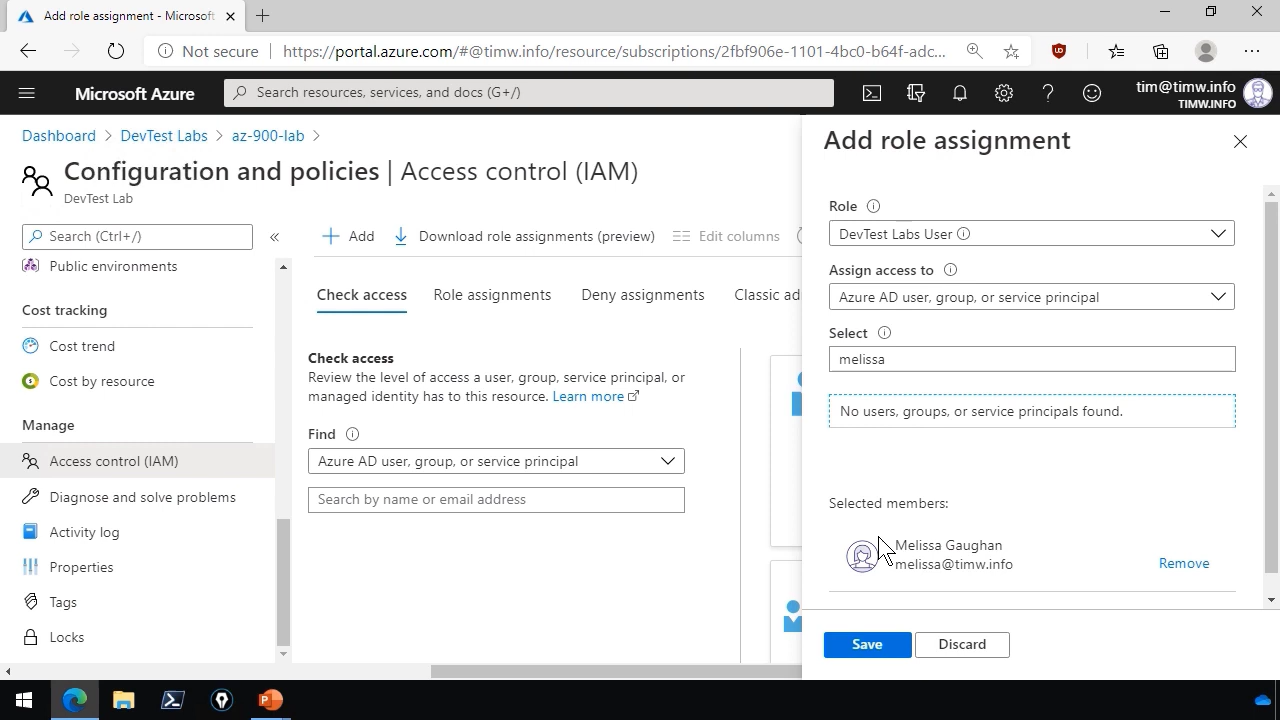 Add role assignment - Microsoft
Not secure
https://portal.azure.com/#@timw.info/resource/subscriptions/2fbf906e-1101-4bc0-b64f-adc...
Microsoft Azure
Search resources, services, and docs (G+/)
tim@timw.info
TIMW.INFO
Dashboard > DevTest Labs > az-900-lab >
Configuration and policies | Access control (IAM)
DevTest Lab
Search (Ctrl+/)
«
Public environments
Cost tracking
Cost trend
Cost by resource
Manage
Access control (IAM)
Diagnose and solve problems
Activity log
Properties
Tags
Locks
Add
Download role assignments (preview)
Edit columns
Check access
Role assignments
Deny assignments
Classic ad
Check access
Review the level of access a user, group, service principal, or
managed identity has to this resource. Learn more
Find
Azure AD user, group, or service principal
Search by name or email address
Add role assignment
Role
DevTest Labs User
Assign access to
Azure AD user, group, or service principal
Select
melissa
No users, groups, or service principals found.
Selected members:
Melissa Gaughan
melissa@timw.info
Remove
Save
Discard